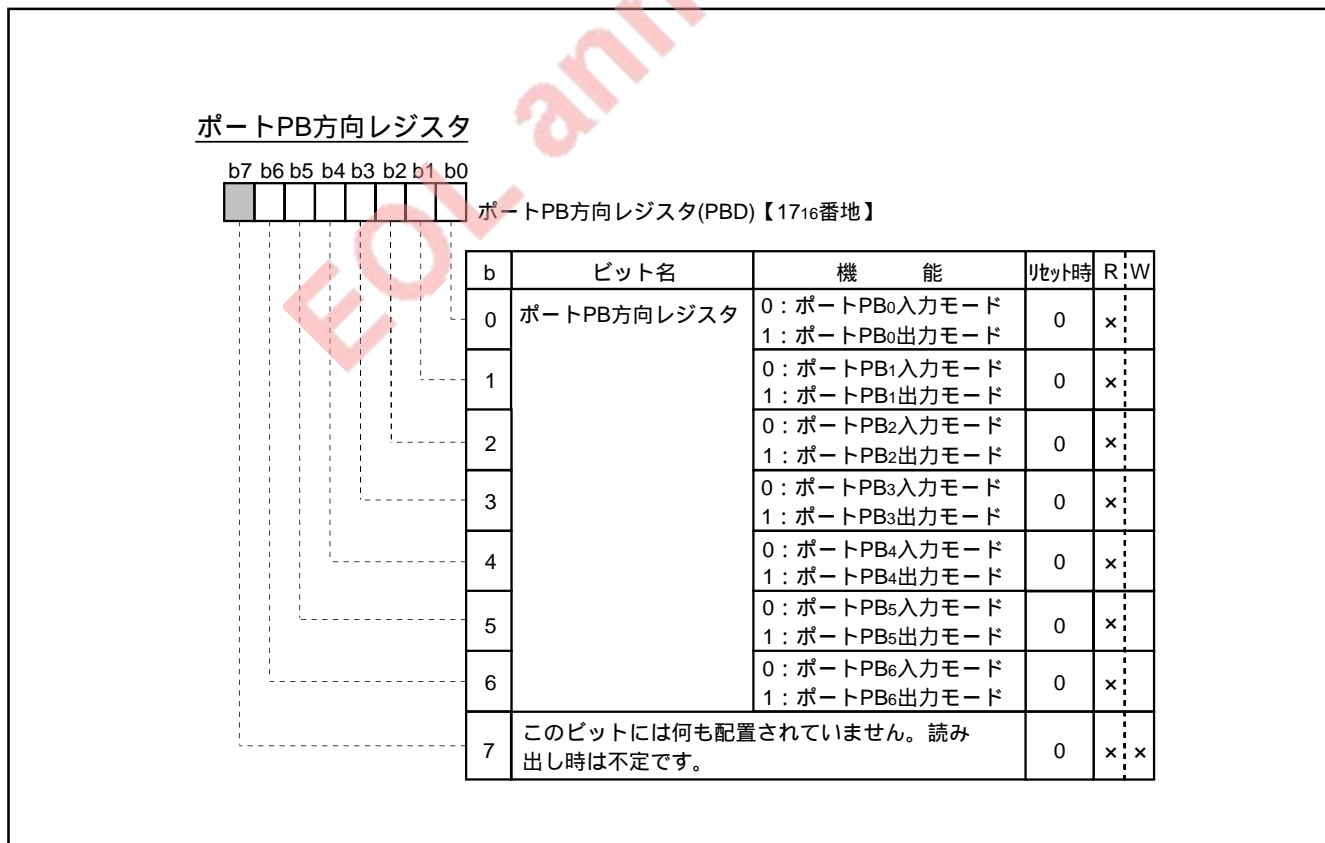 EOL ann
ポートPB方向レジスタ
b7 b6 b5 b4 b3 b2 b1 b0
ポートPB方向レジスタ(PBD)【1716番地】
b ビット名 機 能 リセット時 R W
0 ポートPB方向レジスタ 0：ポートPB0入力モード 0 ×
1：ポートPB0出力モード
1 0：ポートPB1入力モード 0 ×
1：ポートPB1出力モード
2 0：ポートPB2入力モード 0 ×
1：ポートPB2出力モード
3 0：ポートPB3入力モード 0 ×
1：ポートPB3出力モード
4 0：ポートPB4入力モード 0 ×
1：ポートPB4出力モード
5 0：ポートPB5入力モード 0 ×
1：ポートPB5出力モード
6 0：ポートPB6入力モード 0 ×
1：ポートPB6出力モード
7 このビットには何も配置されていません。読み 0 × ×
出し時は不定です。